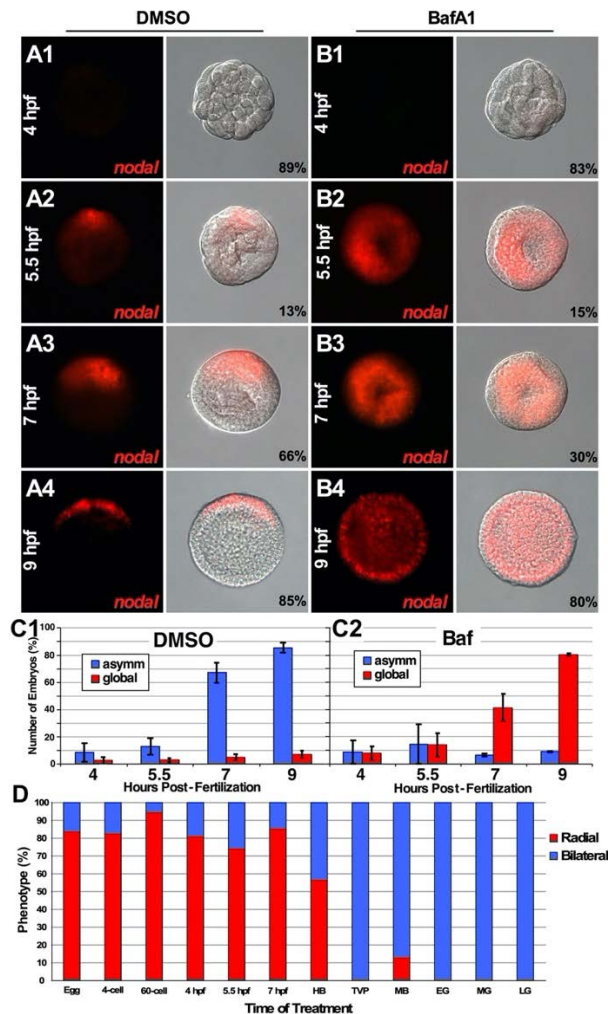 DMSO BafA1
A1 B1
4 hpf 4 hpf
nodal 89% nodal 83%
A2 B2
5.5 hpf 5.5 hpf
nodal 13% nodal 15%
A3 B3
7 hpf 7 hpf
nodal 66% nodal 30%
A4 B4
9 hpf 9 hpf
nodal 85% nodal 80%
C1 DMSO C2 Baf
Number of Embryos (%)
100
80
60
40
20
0
asymm
global
asymm
global
4 5.5 7 9 4 5.5 7 9
Hours Post-Fertilization Hours Post-Fertilization
D
Phenotype (%)
100
90
80
70
60
50
40
30
20
10
0
Radial
Bilateral
Egg 4-cell 60-cell 4 hpf 5.5 hpf 7 hpf HB TVP MB EG MG LG
Time of Treatment